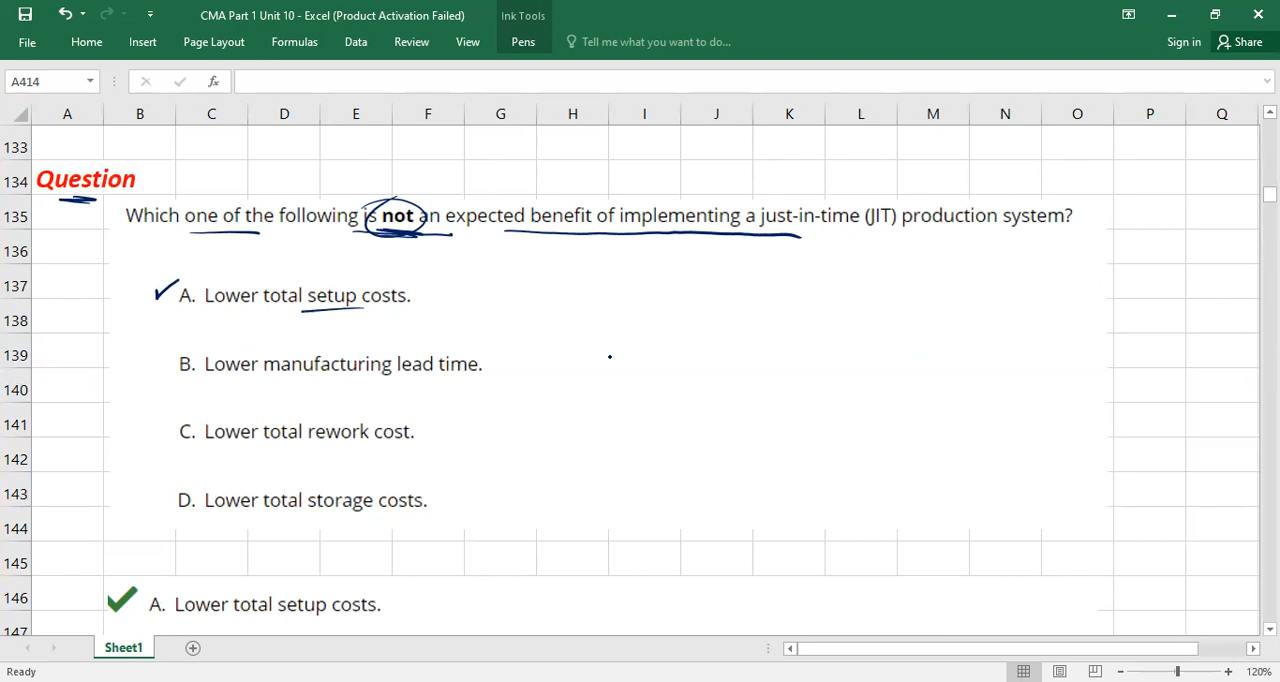 CMA Part 1 Unit 10 - Excel (Product Activation Failed)
Ink Tools
File
Home
Insert
Page Layout
Formulas
Data
Review
View
Pens
Tell me what you want to do...
Sign in
Share
A414
fx
A B C D E F G H I J K L M N O P Q
133
134 Question
135 Which one of the following is not an expected benefit of implementing a just-in-time (JIT) production system?
136
137 A. Lower total setup costs.
138
139 B. Lower manufacturing lead time.
140
141 C. Lower total rework cost.
142
143 D. Lower total storage costs.
144
145
146 A. Lower total setup costs.
147
Sheet1
Ready
120%